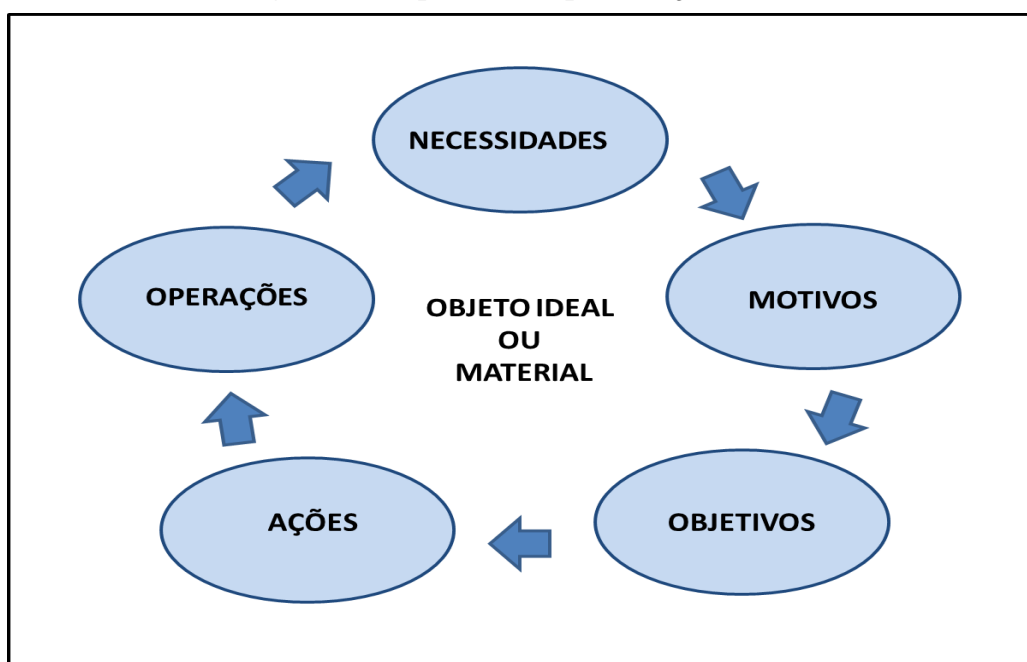 NECESSIDADES
MOTIVOS
OBJETIVOS
AÇÕES
OPERAÇÕES
OBJETO IDEAL
OU
MATERIAL